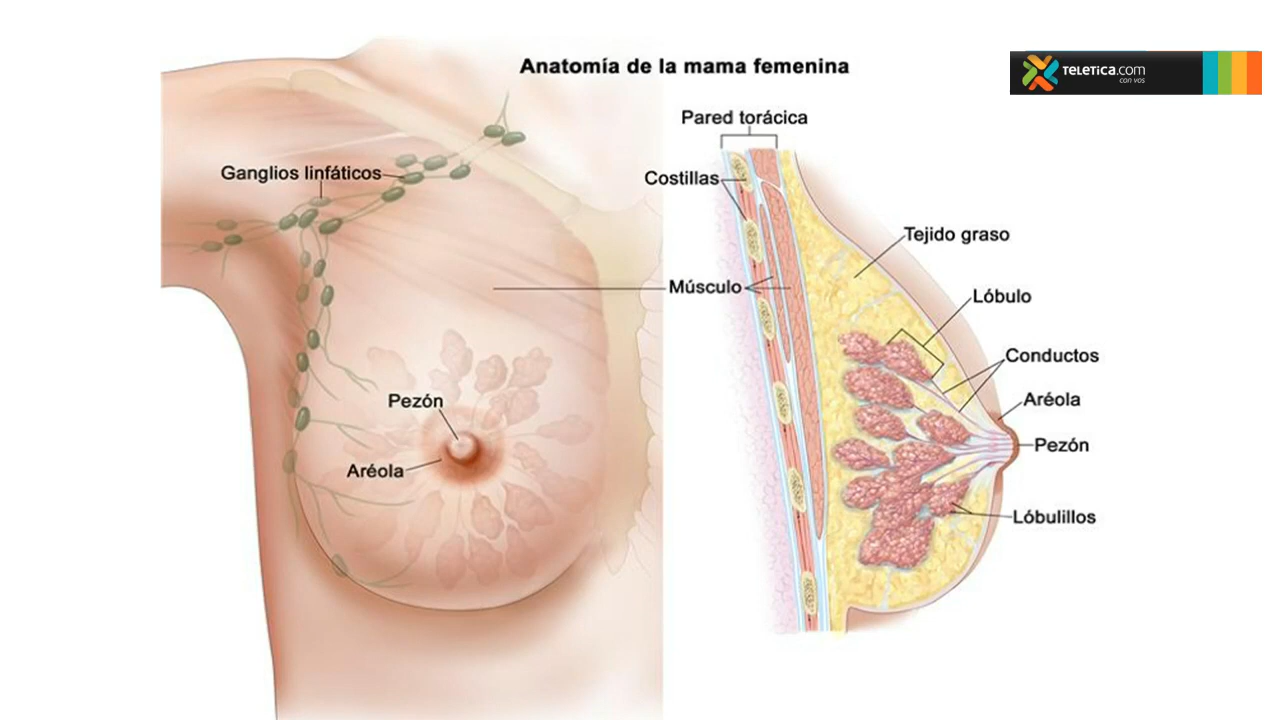 Anatomía de la mama femenina
TELETICA.COM
con vos
Pared torácica
Ganglios linfáticos
Costillas
Tejido graso
Músculo
Lóbulo
Conductos
Pezón
Aréola
Aréola
Pezón
Lóbulillos